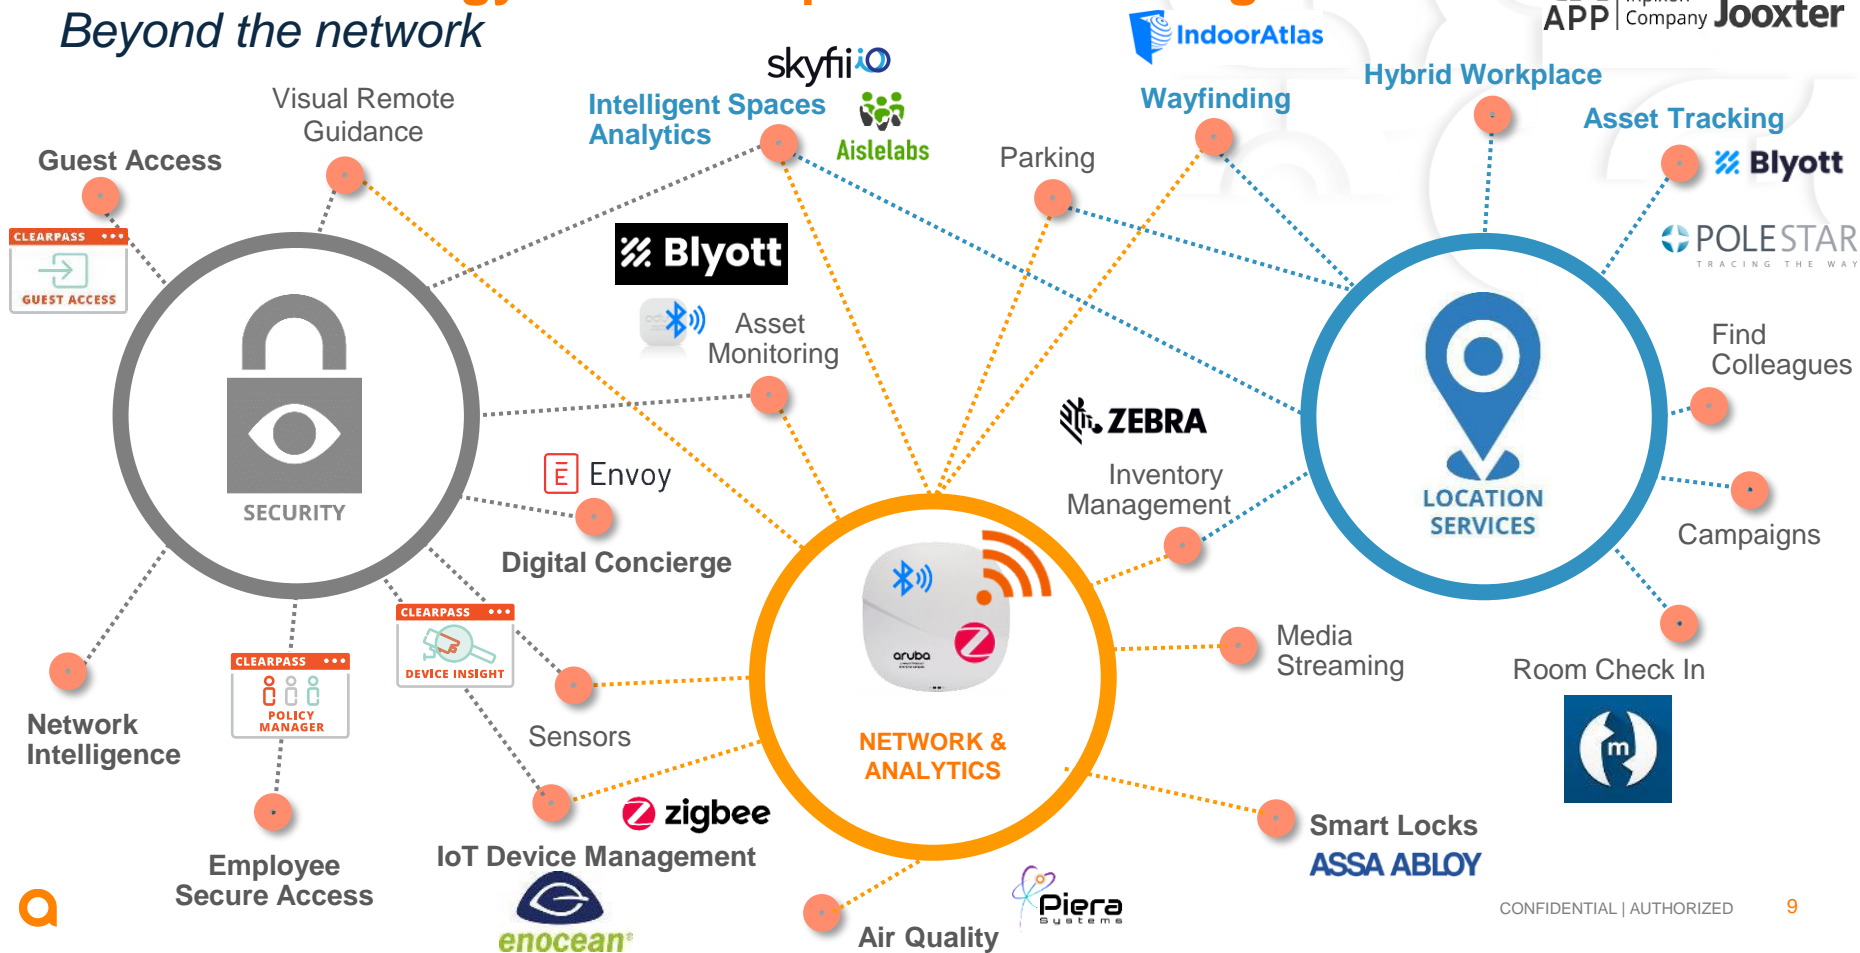 Beyond the network
APP
Company
Jooxter
IndoorAtlas
skyfii iO
Hybrid Workplace
Visual Remote
Guidance
Intelligent Spaces
Analytics
Wayfinding
Asset Tracking
Aislelabs
Parking
Guest Access
Blyott
CLEARPASS
GUEST ACCESS
Blyott
POLESTAR
TRACING THE WAY
Asset
Monitoring
Find
Colleagues
ZEBRA
Envoy
Inventory
Management
SECURITY
LOCATION
SERVICES
Campaigns
Digital Concierge
CLEARPASS
DEVICE INSIGHT
aruba
Media
Streaming
CLEARPASS
POLICY
MANAGER
Room Check In
m
Network
Intelligence
Sensors
NETWORK &
ANALYTICS
zigbee
Smart Locks
ASSA ABLOY
IoT Device Management
Employee
Secure Access
Piera
Systems
enocean®
Air Quality
CONFIDENTIAL | AUTHORIZED
9